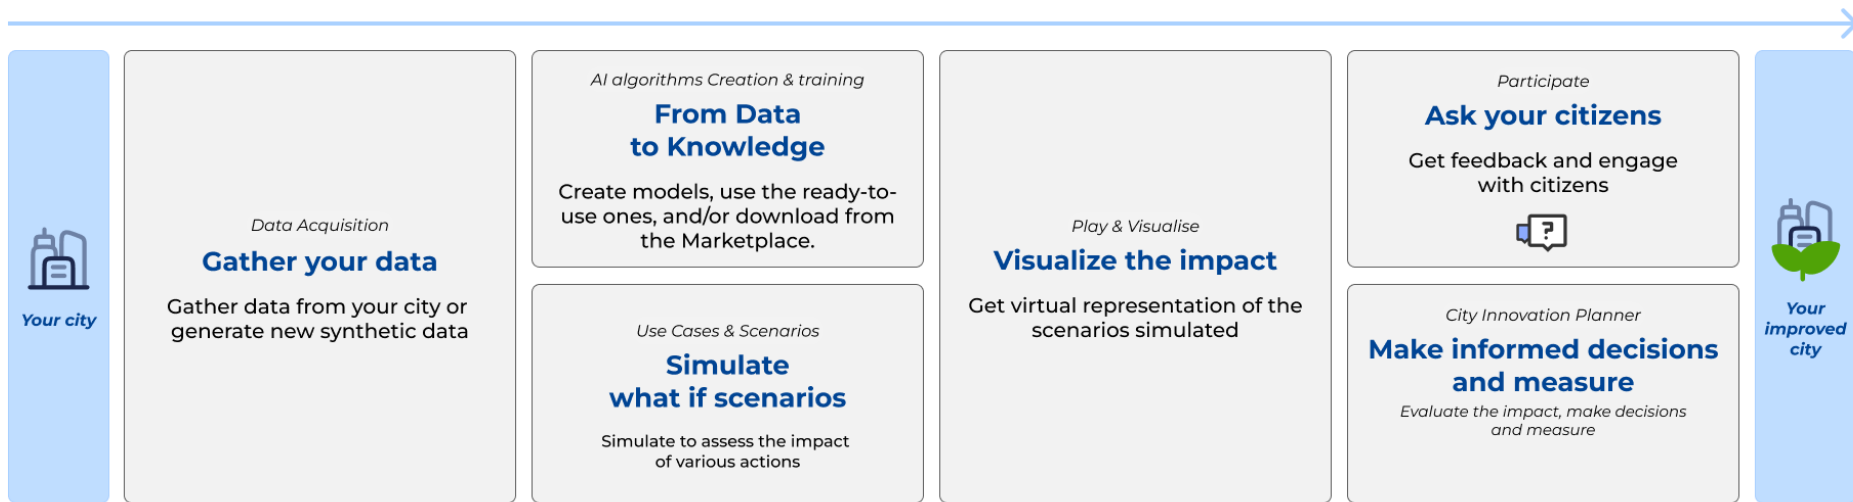 Your city
Data Acquisition
Gather your data
Gather data from your city or
generate new synthetic data
AI algorithms Creation & training
From Data
to Knowledge
Create models, use the ready-to-
use ones, and/or download from
the Marketplace.
Use Cases & Scenarios
Simulate
what if scenarios
Simulate to assess the impact
of various actions
Play & Visualise
Visualize the impact
Get virtual representation of the
scenarios simulated
Participate
Ask your citizens
Get feedback and engage
with citizens
?
City Innovation Planner
Make informed decisions
and measure
Evaluate the impact, make decisions
and measure
Your
improved
city